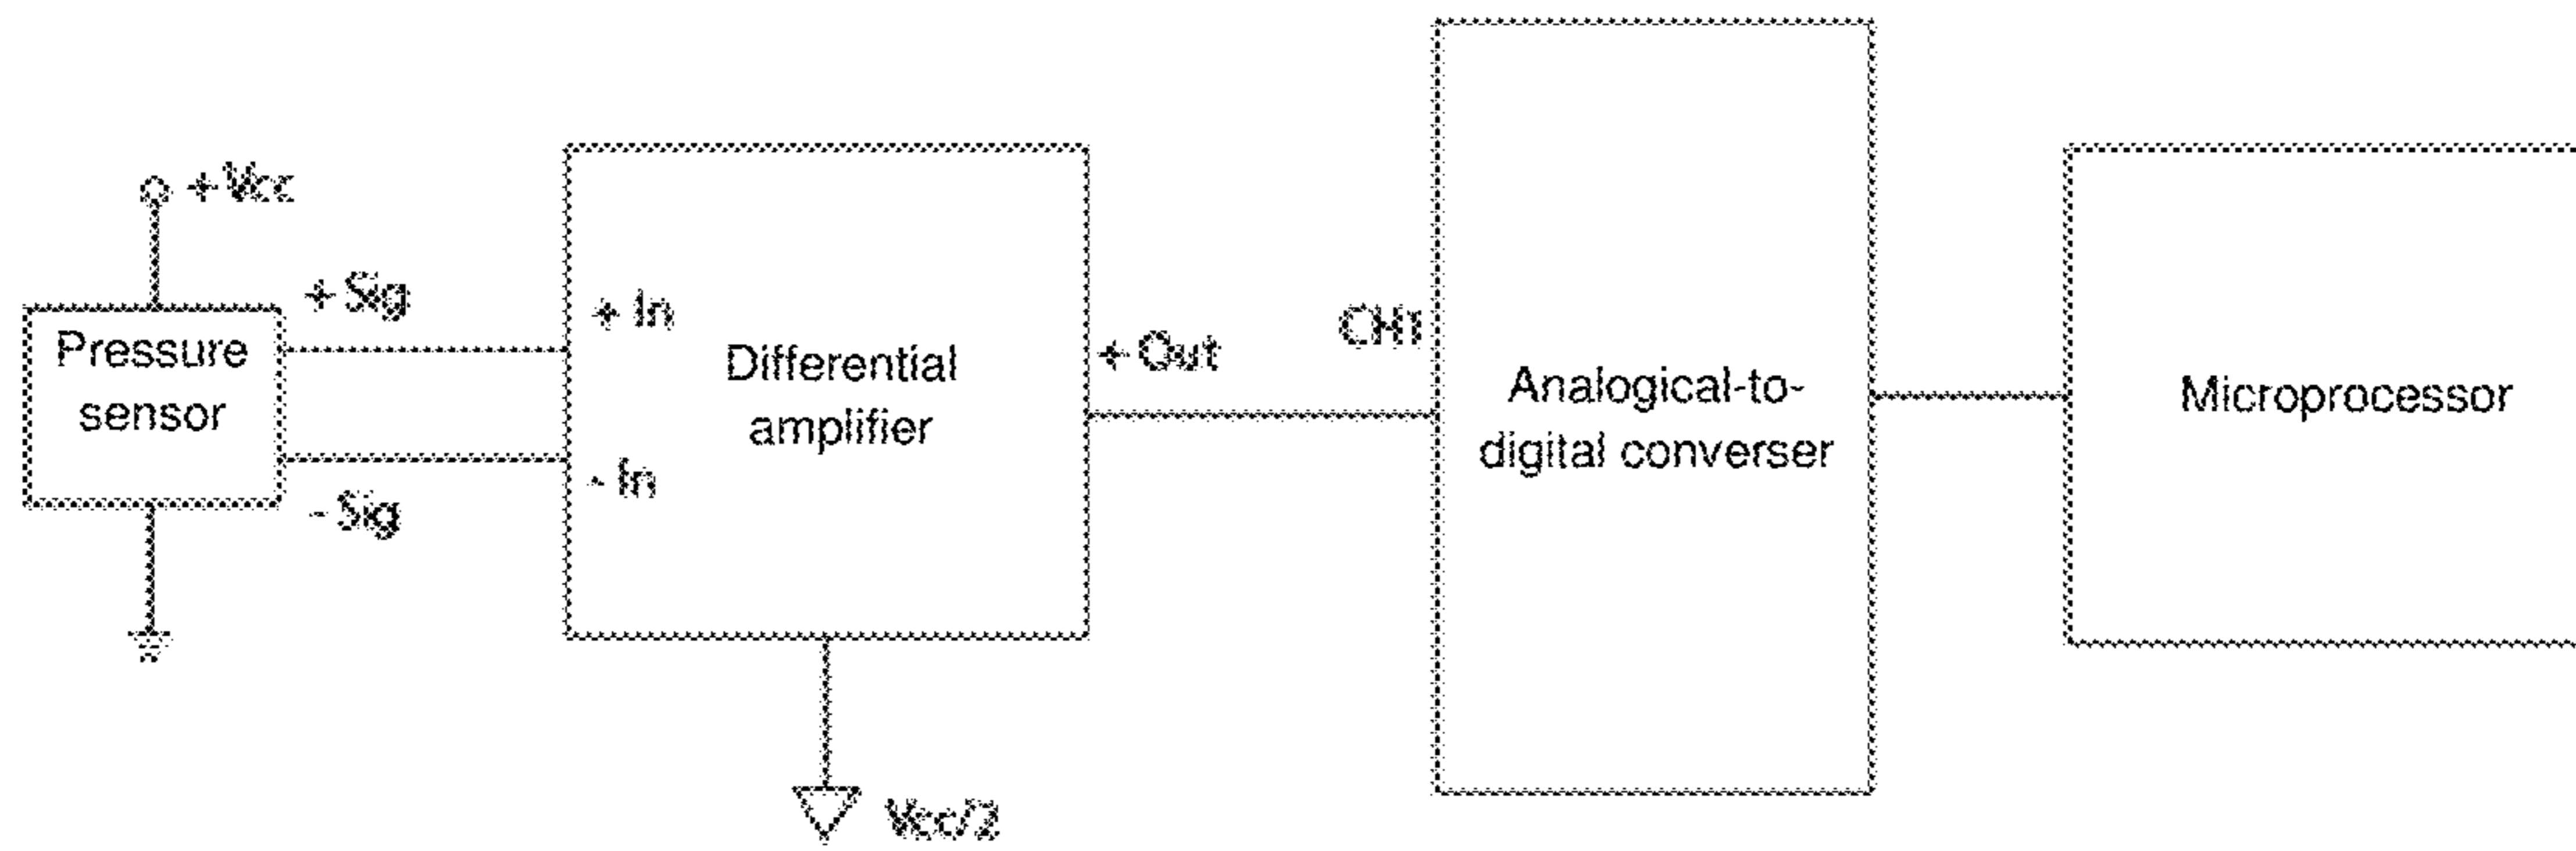 +Vcc
Pressure
sensor
+ Sig
- Sig
+ In
- In
Differential
amplifier
+ Out
Vcc/2
CH1
Analogical-to-
digital converser
Microprocessor